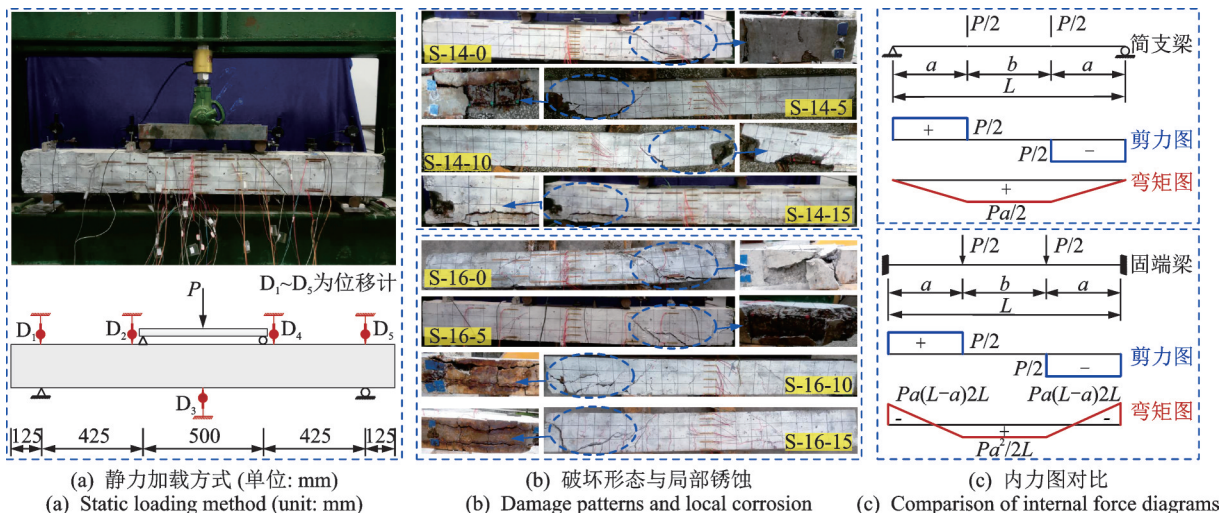 D₁~D₅为位移计
P
D₁
D₂
D₄
D₅
D₃
125
425
500
425
125
(a) 静力加载方式 (单位: mm)
(a) Static loading method (unit: mm)
S-14-0
S-14-5
S-14-10
S-14-15
S-16-0
S-16-5
S-16-10
S-16-15
(b) 破坏形态与局部锈蚀
(b) Damage patterns and local corrosion
P/2
P/2
简支梁
a
b
a
L
+
P/2
剪力图
P/2
−
弯矩图
+
Pa/2
P/2
P/2
固端梁
a
b
a
L
+
P/2
剪力图
P/2
−
Pa(L−a)2L
Pa(L−a)2L
弯矩图
-
+
-
Pa²/2L
(c) 内力图对比
(c) Comparison of internal force diagrams